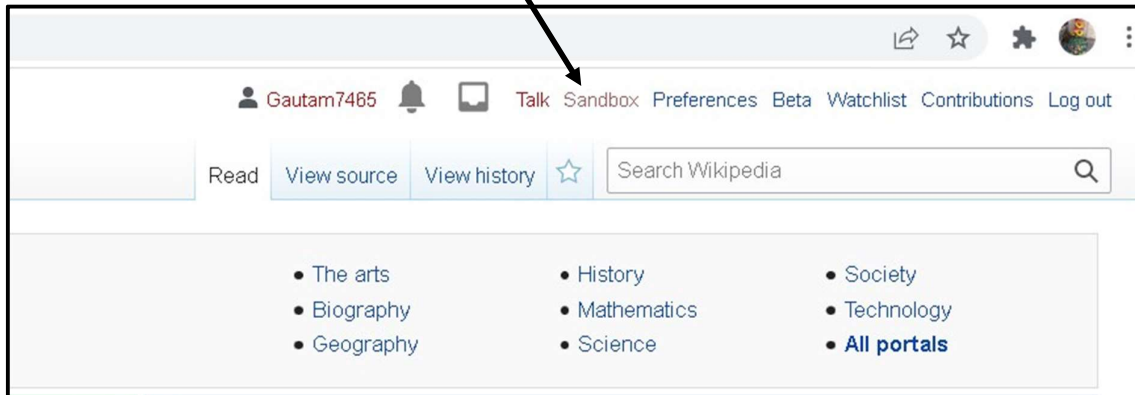 Gautam7465 Talk Sandbox Preferences Beta Watchlist Contributions Log out
Read View source View history Search Wikipedia
The arts
Biography
Geography
History
Mathematics
Science
Society
Technology
All portals